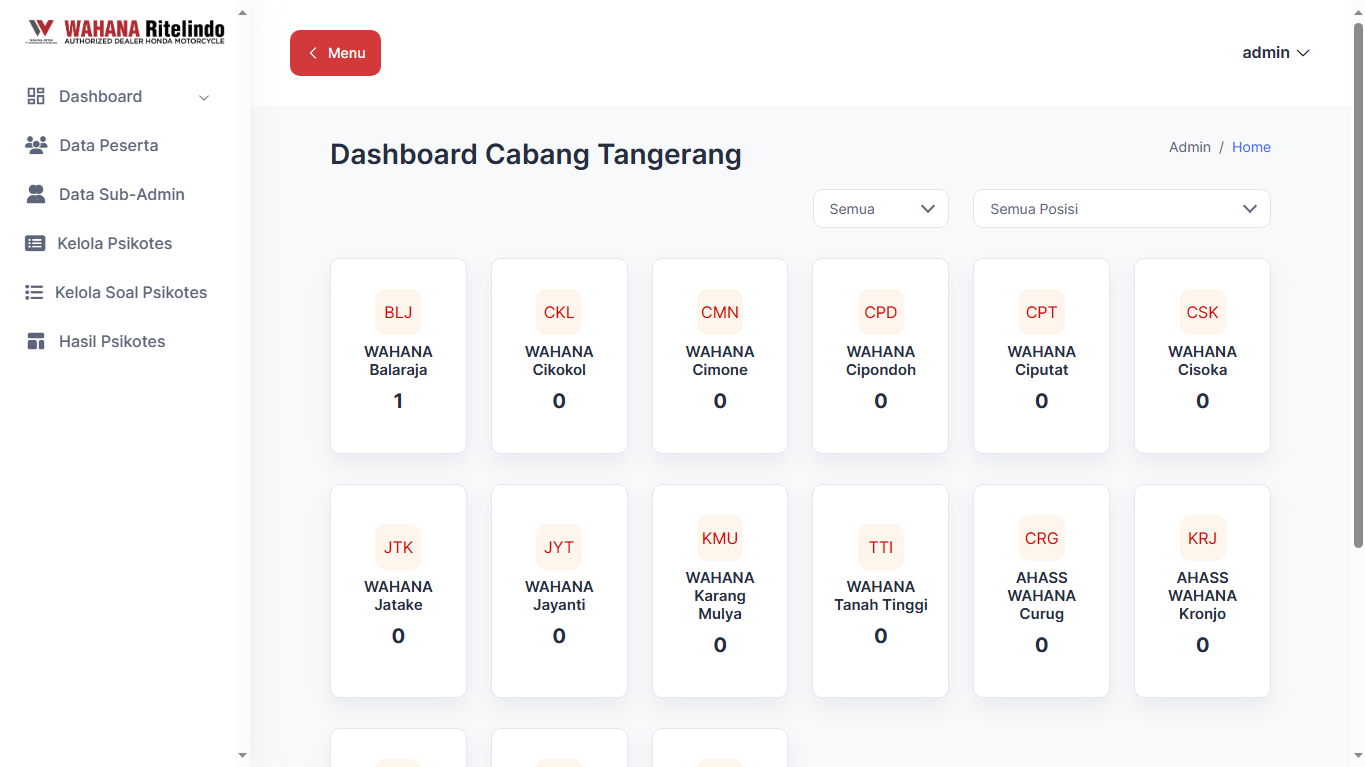 WAHANA Ritelindo
AUTHORIZED DEALER HONDA MOTORCYCLE
Menu
admin
Dashboard
Data Peserta
Data Sub-Admin
Kelola Psikotes
Kelola Soal Psikotes
Hasil Psikotes
Dashboard Cabang Tangerang
Admin / Home
Semua
Semua Posisi
BLJ
WAHANA
Balaraja
1
CKL
WAHANA
Cikokol
0
CMN
WAHANA
Cimone
0
CPD
WAHANA
Cipondoh
0
CPT
WAHANA
Ciputat
0
CSK
WAHANA
Cisoka
0
JTK
WAHANA
Jatake
0
JYT
WAHANA
Jayanti
0
KMU
WAHANA
Karang
Mulya
0
TTI
WAHANA
Tanah Tinggi
0
CRG
AHASS
WAHANA
Curug
0
KRJ
AHASS
WAHANA
Kronjo
0